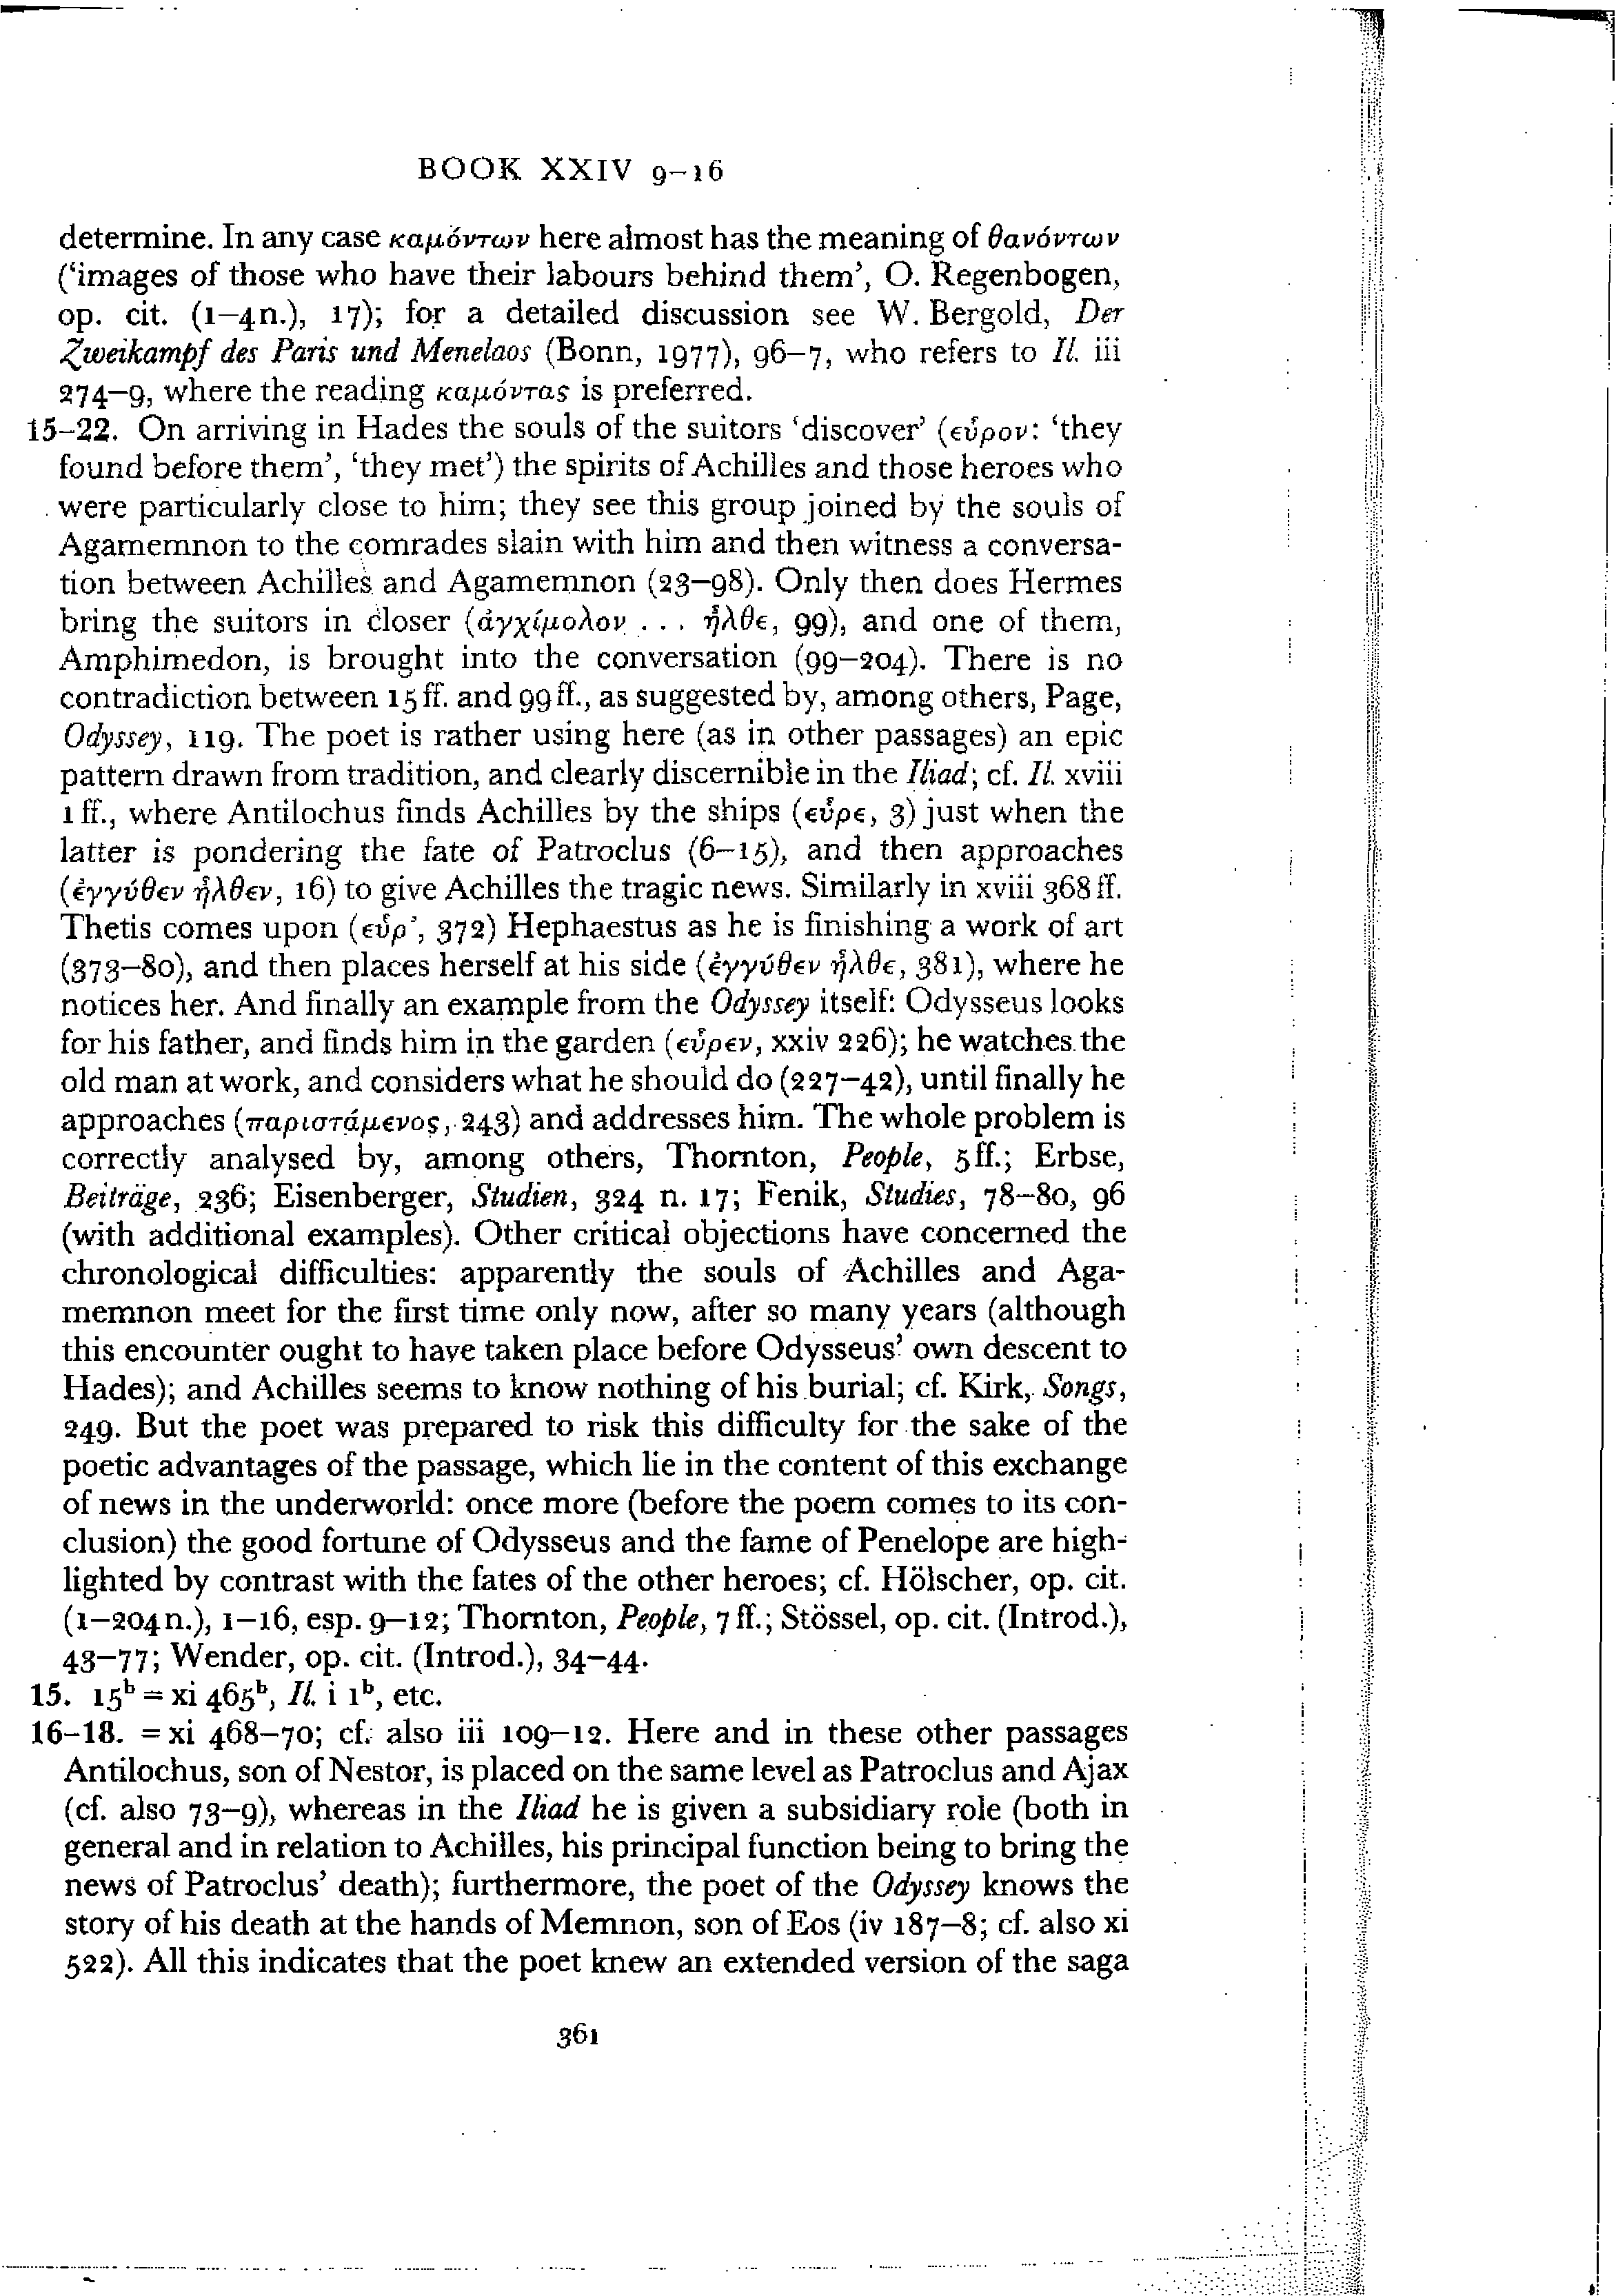 BOOK XXIV 9–16
determine. In any case καμόντων here almost has the meaning of θανόντων
(‘images of those who have their labours behind them’, O. Regenbogen,
op. cit. (1–4n.), 17); for a detailed discussion see W. Bergold, Der
Zweikampf des Paris und Menelaos (Bonn, 1977), 96–7, who refers to Il. iii
274–9, where the reading καμόντας is preferred.
15–22. On arriving in Hades the souls of the suitors ‘discover’ (εὗρον: ‘they
found before them’, ‘they met’) the spirits of Achilles and those heroes who
were particularly close to him; they see this group joined by the souls of
Agamemnon to the comrades slain with him and then witness a conversa-
tion between Achilles and Agamemnon (23–98). Only then does Hermes
bring the suitors in closer (ἀγχίμολον . . . ἦλθε, 99), and one of them,
Amphimedon, is brought into the conversation (99–204). There is no
contradiction between 15 ff. and 99 ff., as suggested by, among others, Page,
Odyssey, 119. The poet is rather using here (as in other passages) an epic
pattern drawn from tradition, and clearly discernible in the Iliad; cf. Il. xviii
1 ff., where Antilochus finds Achilles by the ships (εὗρε, 3) just when the
latter is pondering the fate of Patroclus (6–15), and then approaches
(ἐγγύθεν ἦλθεν, 16) to give Achilles the tragic news. Similarly in xviii 368 ff.
Thetis comes upon (εὗρ’, 372) Hephaestus as he is finishing a work of art
(373–80), and then places herself at his side (ἐγγύθεν ἦλθε, 381), where he
notices her. And finally an example from the Odyssey itself: Odysseus looks
for his father, and finds him in the garden (εὗρεν, xxiv 226); he watches the
old man at work, and considers what he should do (227–42), until finally he
approaches (παριστάμενος, 243) and addresses him. The whole problem is
correctly analysed by, among others, Thornton, People, 5 ff.; Erbse,
Beiträge, 236; Eisenberger, Studien, 324 n. 17; Fenik, Studies, 78–80, 96
(with additional examples). Other critical objections have concerned the
chronological difficulties: apparently the souls of Achilles and Aga-
memnon meet for the first time only now, after so many years (although
this encounter ought to have taken place before Odysseus’ own descent to
Hades); and Achilles seems to know nothing of his burial; cf. Kirk, Songs,
249. But the poet was prepared to risk this difficulty for the sake of the
poetic advantages of the passage, which lie in the content of this exchange
of news in the underworld: once more (before the poem comes to its con-
clusion) the good fortune of Odysseus and the fame of Penelope are high-
lighted by contrast with the fates of the other heroes; cf. Hölscher, op. cit.
(1–204n.), 1–16, esp. 9–12; Thornton, People, 7 ff.; Stössel, op. cit. (Introd.),
43–77; Wender, op. cit. (Introd.), 34–44.
15. 15ᵇ = xi 465ᵇ, Il. i 1ᵇ, etc.
16–18. = xi 468–70; cf. also iii 109–12. Here and in these other passages
Antilochus, son of Nestor, is placed on the same level as Patroclus and Ajax
(cf. also 73–9), whereas in the Iliad he is given a subsidiary role (both in
general and in relation to Achilles, his principal function being to bring the
news of Patroclus’ death); furthermore, the poet of the Odyssey knows the
story of his death at the hands of Memnon, son of Eos (iv 187–8; cf. also xi
522). All this indicates that the poet knew an extended version of the saga
361